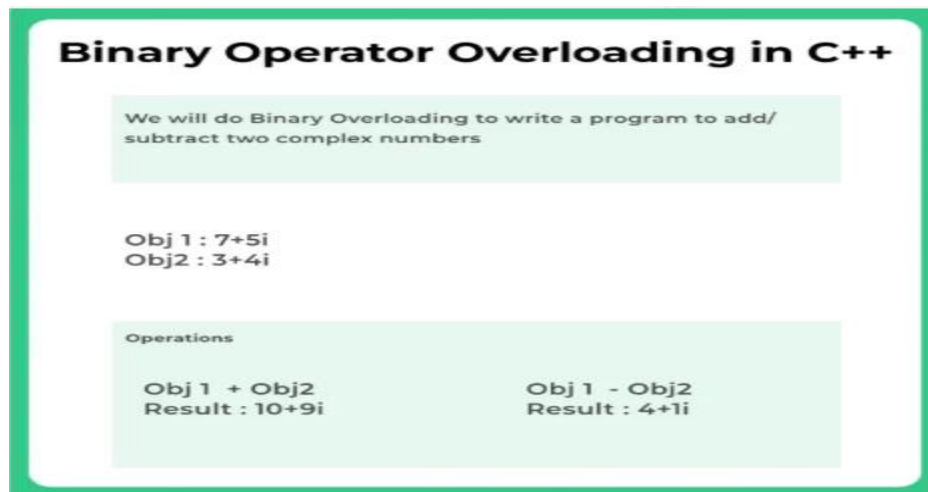 Binary Operator Overloading in C++
We will do Binary Overloading to write a program to add/
subtract two complex numbers
Obj 1 : 7+5i
Obj2 : 3+4i
Operations
Obj 1 + Obj2
Result : 10+9i
Obj 1 - Obj2
Result : 4+1i